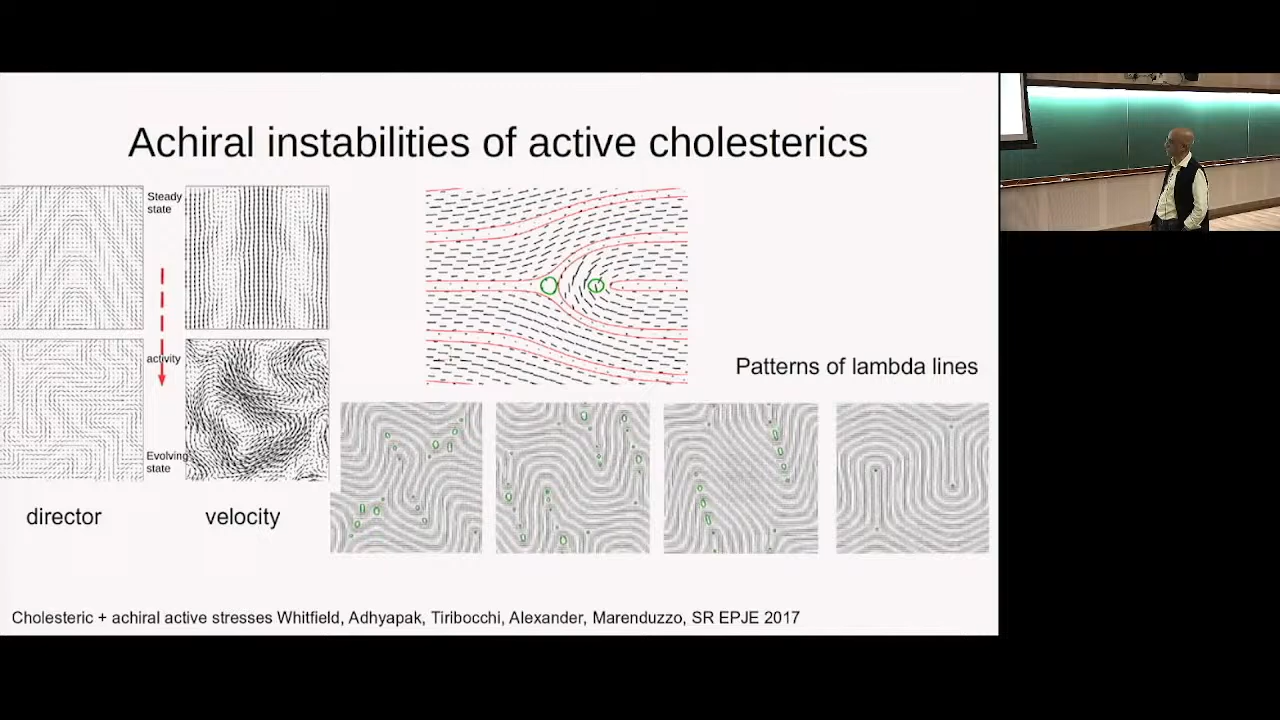 Achiral instabilities of active cholesterics
Steady
state
activity
Evolving
state
director
velocity
Patterns of lambda lines
Cholesteric + achiral active stresses Whitfield, Adhyapak, Tiribocchi, Alexander, Marenduzzo, SR EPJE 2017